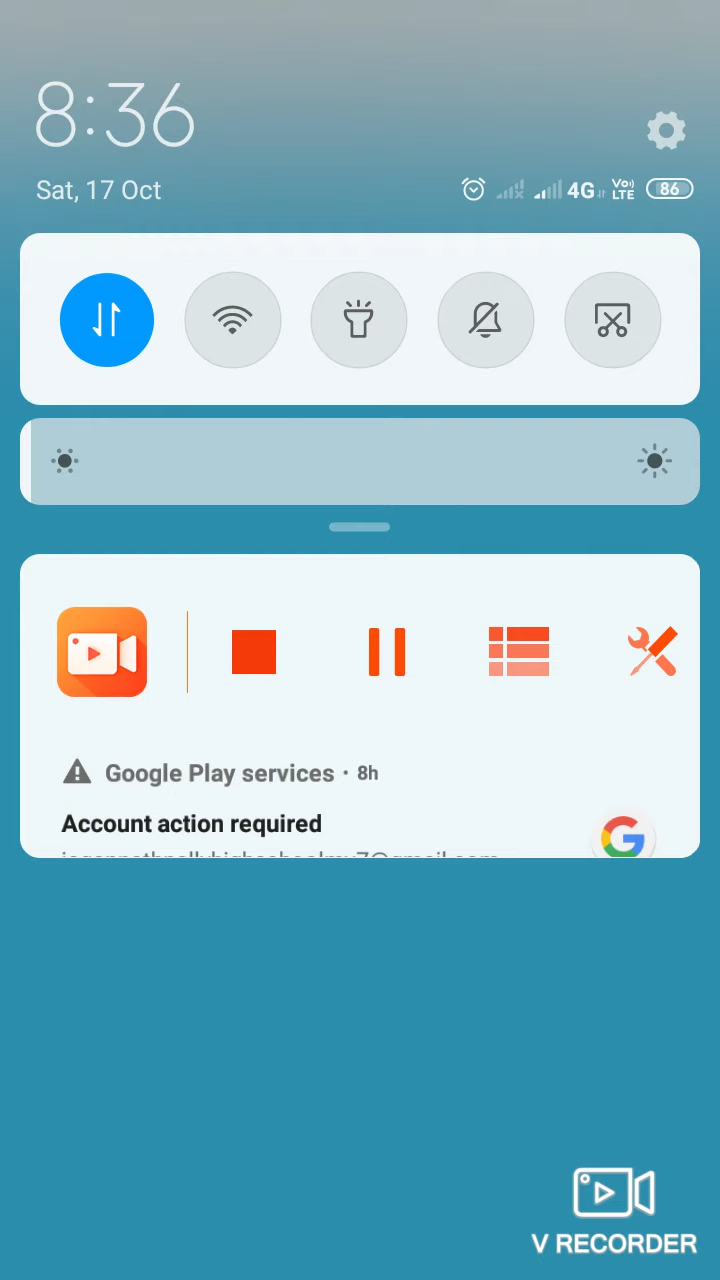 8:36
Sat, 17 Oct
4G Vo) LTE 86
Google Play services · 8h
Account action required
V RECORDER